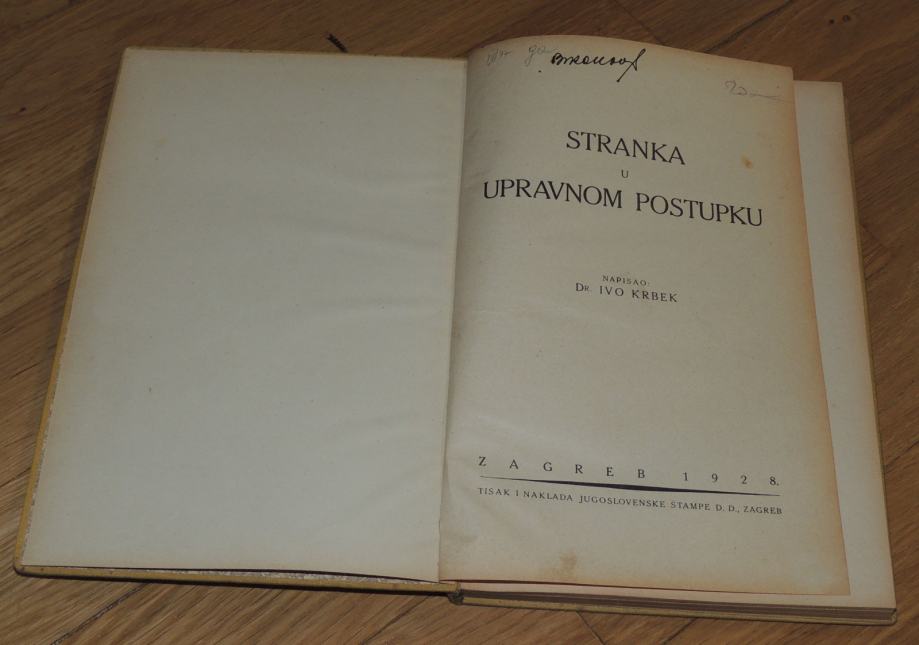 STRANKA
U
UPRAVNOM POSTUPKU
NAPISAO:
DR. IVO KRBEK
ZAGREB 1928.
TISAK I NAKLADA JUGOSLOVENSKE ŠTAMPE D. D., ZAGREB